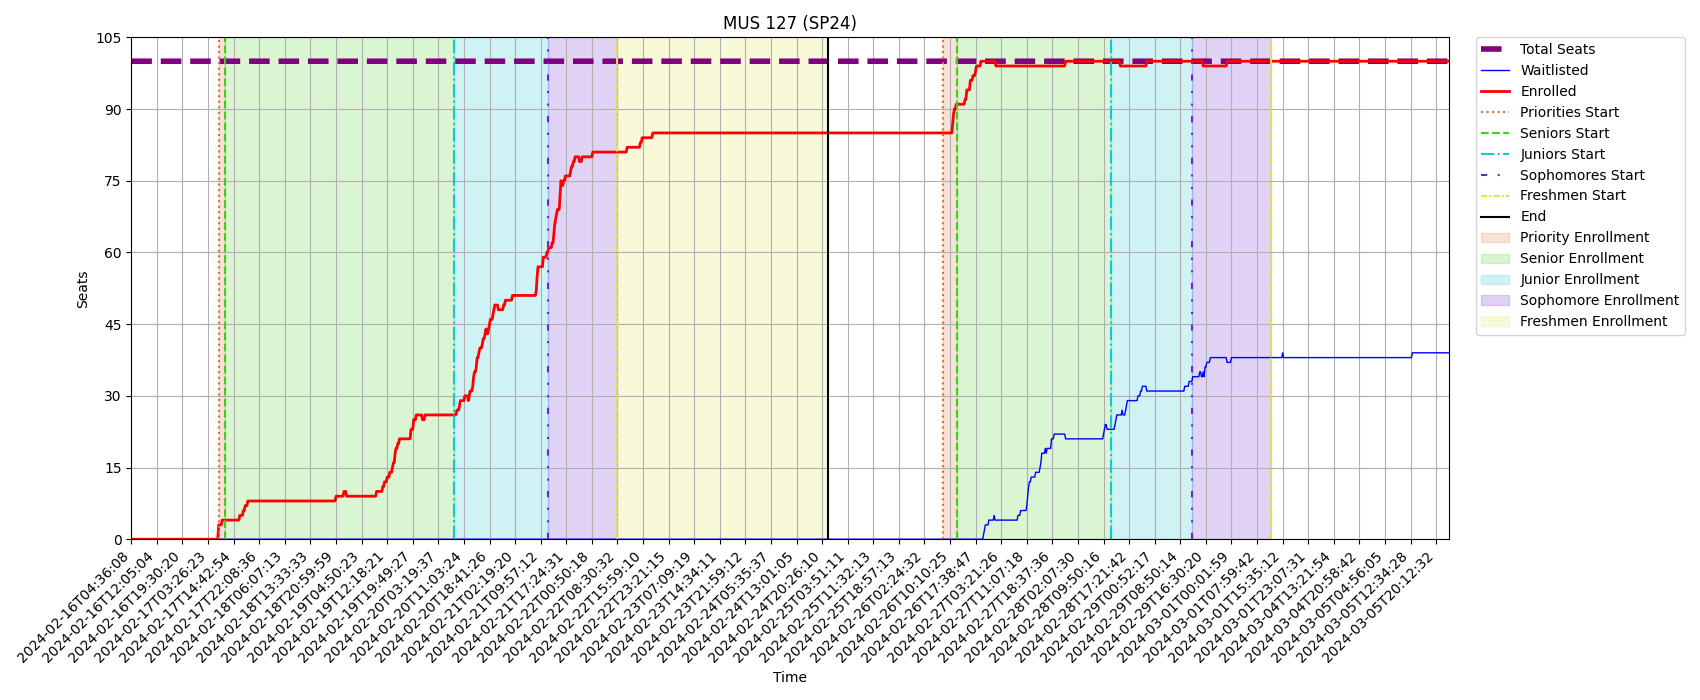 MUS 127 (SP24)
105
90
75
60
45
30
15
0
Seats
2024-02-16T04:36:08
2024-02-16T12:05:04
2024-02-16T19:30:20
2024-02-17T03:26:23
2024-02-17T14:42:54
2024-02-17T22:08:36
2024-02-18T06:07:13
2024-02-18T13:33:33
2024-02-18T20:59:59
2024-02-19T04:50:23
2024-02-19T12:18:21
2024-02-19T19:49:27
2024-02-20T03:19:37
2024-02-20T11:03:24
2024-02-20T18:41:26
2024-02-21T02:19:20
2024-02-21T09:57:12
2024-02-21T17:24:31
2024-02-22T00:50:18
2024-02-22T08:30:32
2024-02-22T15:59:10
2024-02-22T23:21:15
2024-02-23T07:09:19
2024-02-23T14:34:11
2024-02-23T21:59:12
2024-02-24T05:35:37
2024-02-24T13:01:05
2024-02-24T20:26:10
2024-02-25T03:51:11
2024-02-25T11:32:13
2024-02-25T18:57:13
2024-02-26T02:24:32
2024-02-26T10:10:25
2024-02-26T17:38:47
2024-02-27T03:21:26
2024-02-27T11:07:18
2024-02-27T18:37:36
2024-02-28T02:07:30
2024-02-28T09:50:16
2024-02-28T17:21:42
2024-02-29T00:52:17
2024-02-29T08:50:14
2024-02-29T16:30:20
2024-03-01T00:01:59
2024-03-01T07:59:42
2024-03-01T15:35:12
2024-03-01T23:07:31
2024-03-04T13:21:54
2024-03-04T20:58:42
2024-03-05T04:56:05
2024-03-05T12:34:28
2024-03-05T20:12:32
Time
Total Seats
Waitlisted
Enrolled
Priorities Start
Seniors Start
Juniors Start
Sophomores Start
Freshmen Start
End
Priority Enrollment
Senior Enrollment
Junior Enrollment
Sophomore Enrollment
Freshmen Enrollment